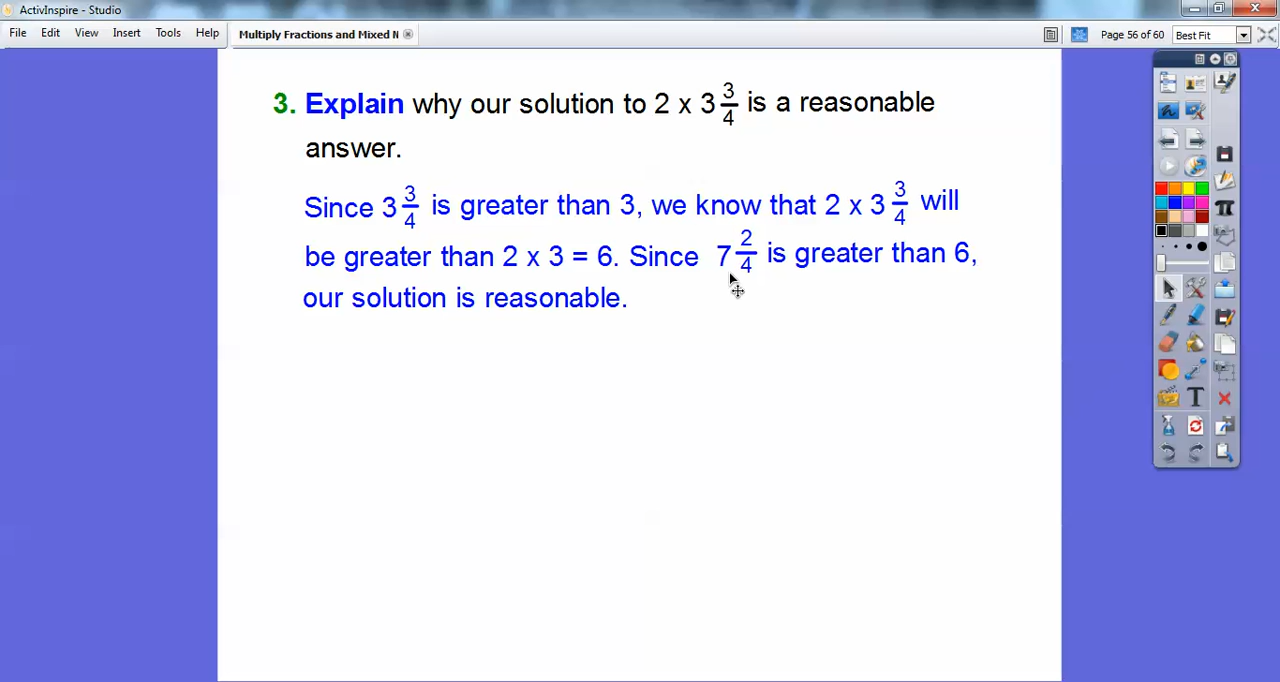 ActivInspire - Studio
File Edit View Insert Tools Help
Multiply Fractions and Mixed N
Page 56 of 60
Best Fit
3. Explain why our solution to 2 x 3 3/4 is a reasonable
answer.
Since 3 3/4 is greater than 3, we know that 2 x 3 3/4 will
be greater than 2 x 3 = 6. Since 7 2/4 is greater than 6,
our solution is reasonable.